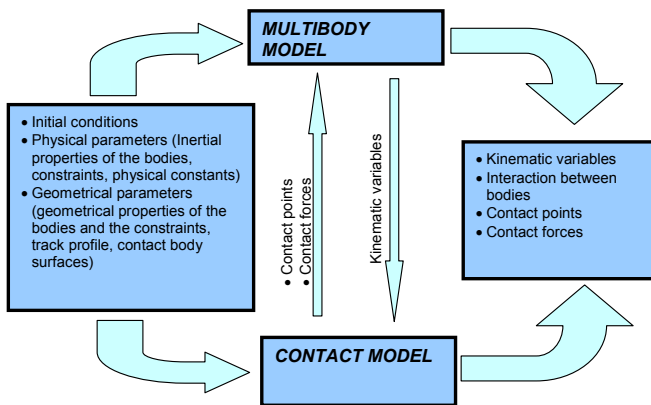 MULTIBODY
MODEL
• Initial conditions
• Physical parameters (Inertial
properties of the bodies,
constraints, physical constants)
• Geometrical parameters
(geometrical properties of the
bodies and the constraints,
track profile, contact body
surfaces)
• Contact points
• Contact forces
Kinematic variables
• Kinematic variables
• Interaction between
bodies
• Contact points
• Contact forces
CONTACT MODEL